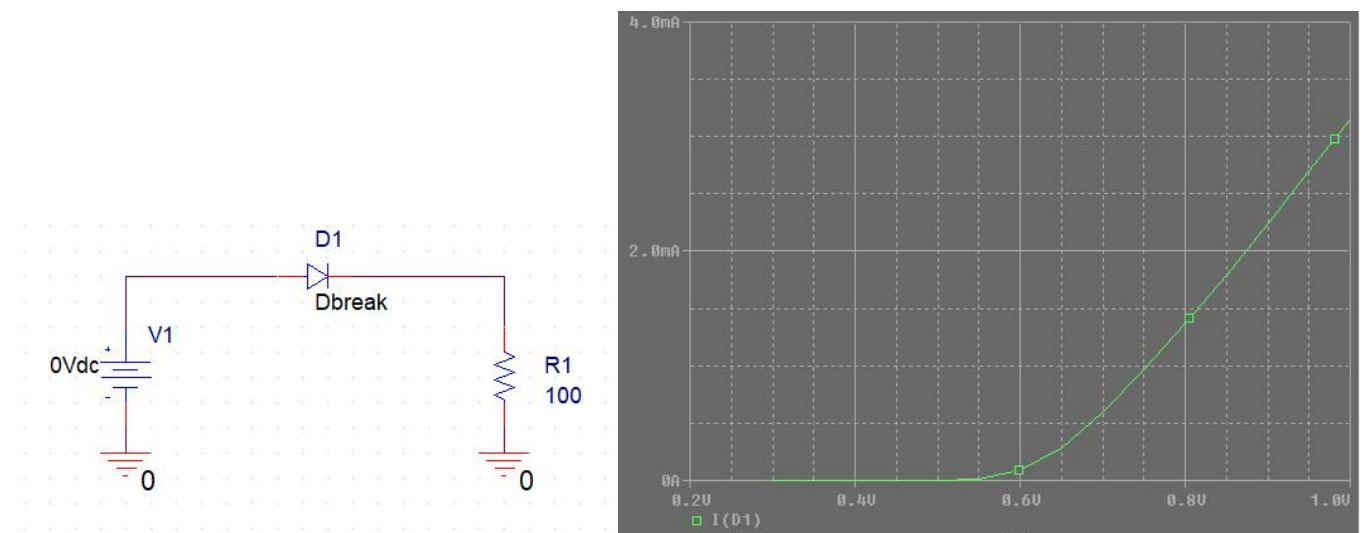 D1
Dbreak
V1
+
0Vdc
-
R1
100
0
0
4.0mA
2.0mA
0A
0.2V
0.4V
0.6V
0.8V
1.0V
I(D1)